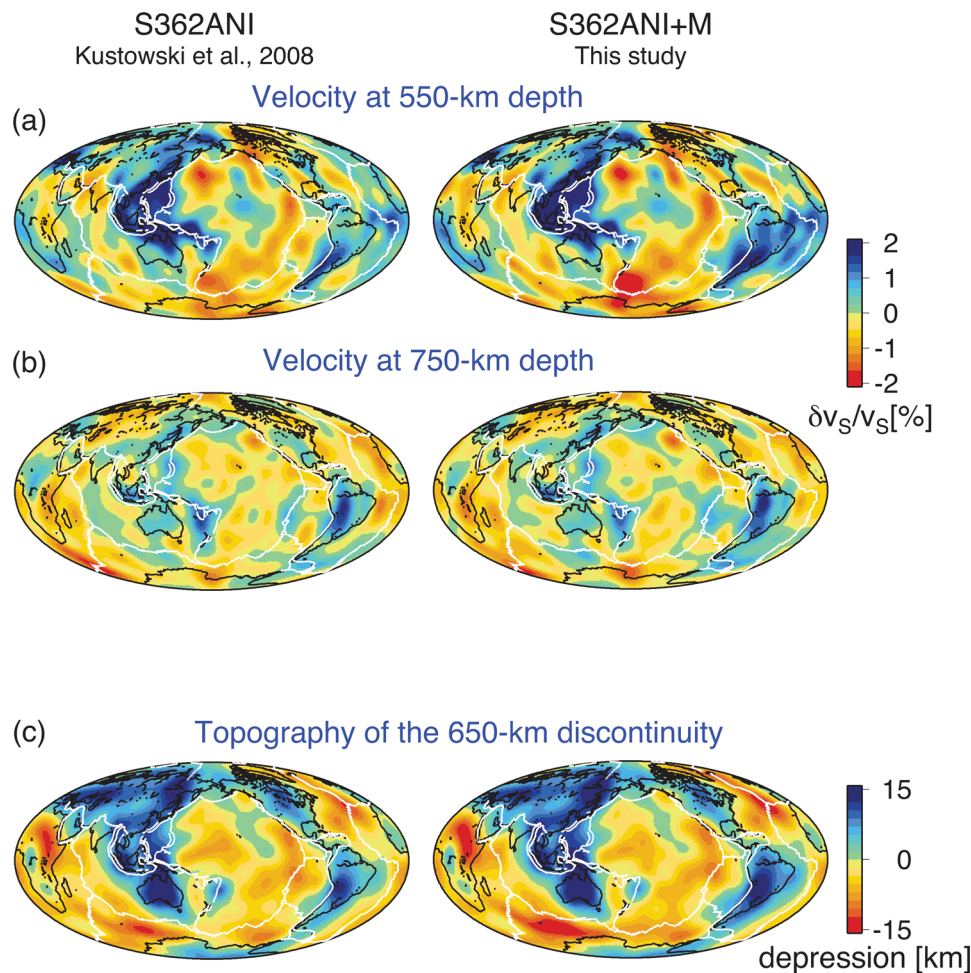 S362ANI
Kustowski et al., 2008
S362ANI+M
This study
Velocity at 550-km depth
(a)
2
1
0
-1
-2
δvS/vS[%]
Velocity at 750-km depth
(b)
Topography of the 650-km discontinuity
(c)
15
0
-15
depression [km]